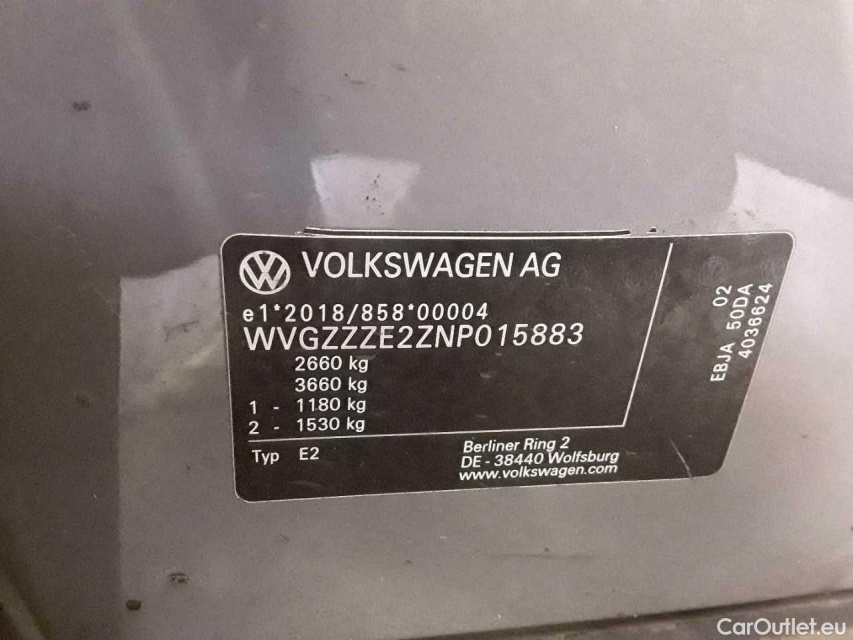 VOLKSWAGEN AG
e1*2018/858*00004
WVGZZZE2ZNP015883
2660 kg
3660 kg
1 - 1180 kg
2 - 1530 kg
Typ E2
Berliner Ring 2
DE - 38440 Wolfsburg
www.volkswagen.com
02
EBJA 50DA
4036624
CarOutlet.eu